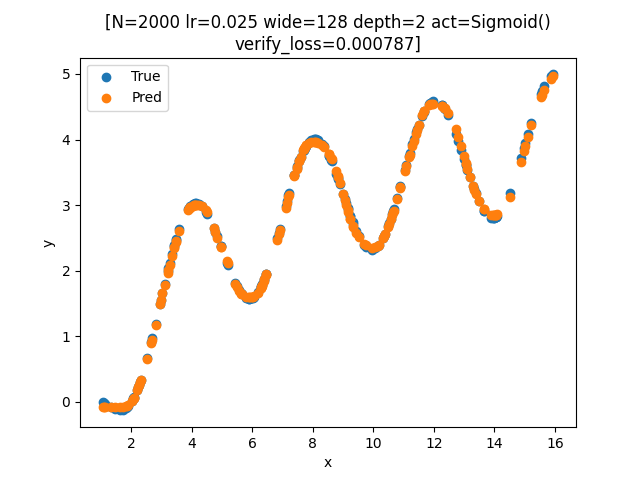 [N=2000 lr=0.025 wide=128 depth=2 act=Sigmoid()
verify_loss=0.000787]
True
Pred
5
4
3
2
1
0
y
2 4 6 8 10 12 14 16
x